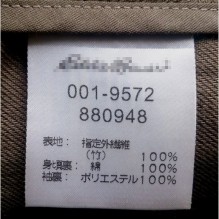 001-9572
880948
表地： 指定外繊維
（竹） 100%
身頃裏： 綿 100%
袖裏： ポリエステル100%